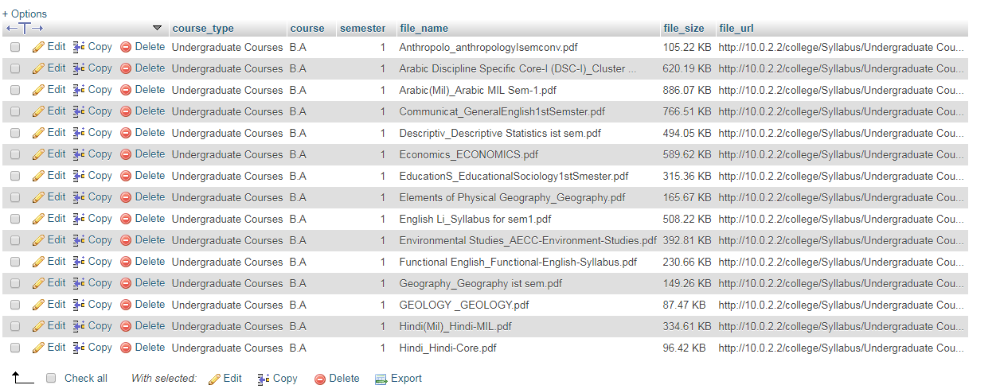 + Options
←T→ course_type course semester file_name file_size file_url
Edit Copy Delete Undergraduate Courses B.A 1 Anthropolo_anthropologyIsemconv.pdf 105.22 KB http://10.0.2.2/college/Syllabus/Undergraduate Cou...
Edit Copy Delete Undergraduate Courses B.A 1 Arabic Discipline Specific Core-I (DSC-I)_Cluster ... 620.19 KB http://10.0.2.2/college/Syllabus/Undergraduate Cou...
Edit Copy Delete Undergraduate Courses B.A 1 Arabic(Mil)_Arabic MIL Sem-1.pdf 886.07 KB http://10.0.2.2/college/Syllabus/Undergraduate Cou...
Edit Copy Delete Undergraduate Courses B.A 1 Communicat_GeneralEnglish1stSemster.pdf 766.51 KB http://10.0.2.2/college/Syllabus/Undergraduate Cou...
Edit Copy Delete Undergraduate Courses B.A 1 Descriptiv_Descriptive Statistics ist sem.pdf 494.05 KB http://10.0.2.2/college/Syllabus/Undergraduate Cou...
Edit Copy Delete Undergraduate Courses B.A 1 Economics_ECONOMICS.pdf 589.62 KB http://10.0.2.2/college/Syllabus/Undergraduate Cou...
Edit Copy Delete Undergraduate Courses B.A 1 EducationS_EducationalSociology1stSmester.pdf 315.36 KB http://10.0.2.2/college/Syllabus/Undergraduate Cou...
Edit Copy Delete Undergraduate Courses B.A 1 Elements of Physical Geography_Geography.pdf 165.67 KB http://10.0.2.2/college/Syllabus/Undergraduate Cou...
Edit Copy Delete Undergraduate Courses B.A 1 English Li_Syllabus for sem1.pdf 508.22 KB http://10.0.2.2/college/Syllabus/Undergraduate Cou...
Edit Copy Delete Undergraduate Courses B.A 1 Environmental Studies_AECC-Environment-Studies.pdf 392.81 KB http://10.0.2.2/college/Syllabus/Undergraduate Cou...
Edit Copy Delete Undergraduate Courses B.A 1 Functional English_Functional-English-Syllabus.pdf 230.66 KB http://10.0.2.2/college/Syllabus/Undergraduate Cou...
Edit Copy Delete Undergraduate Courses B.A 1 Geography_Geography ist sem.pdf 149.26 KB http://10.0.2.2/college/Syllabus/Undergraduate Cou...
Edit Copy Delete Undergraduate Courses B.A 1 GEOLOGY _GEOLOGY.pdf 87.47 KB http://10.0.2.2/college/Syllabus/Undergraduate Cou...
Edit Copy Delete Undergraduate Courses B.A 1 Hindi(Mil)_Hindi-MIL.pdf 334.61 KB http://10.0.2.2/college/Syllabus/Undergraduate Cou...
Edit Copy Delete Undergraduate Courses B.A 1 Hindi_Hindi-Core.pdf 96.42 KB http://10.0.2.2/college/Syllabus/Undergraduate Cou...
Check all With selected: Edit Copy Delete Export